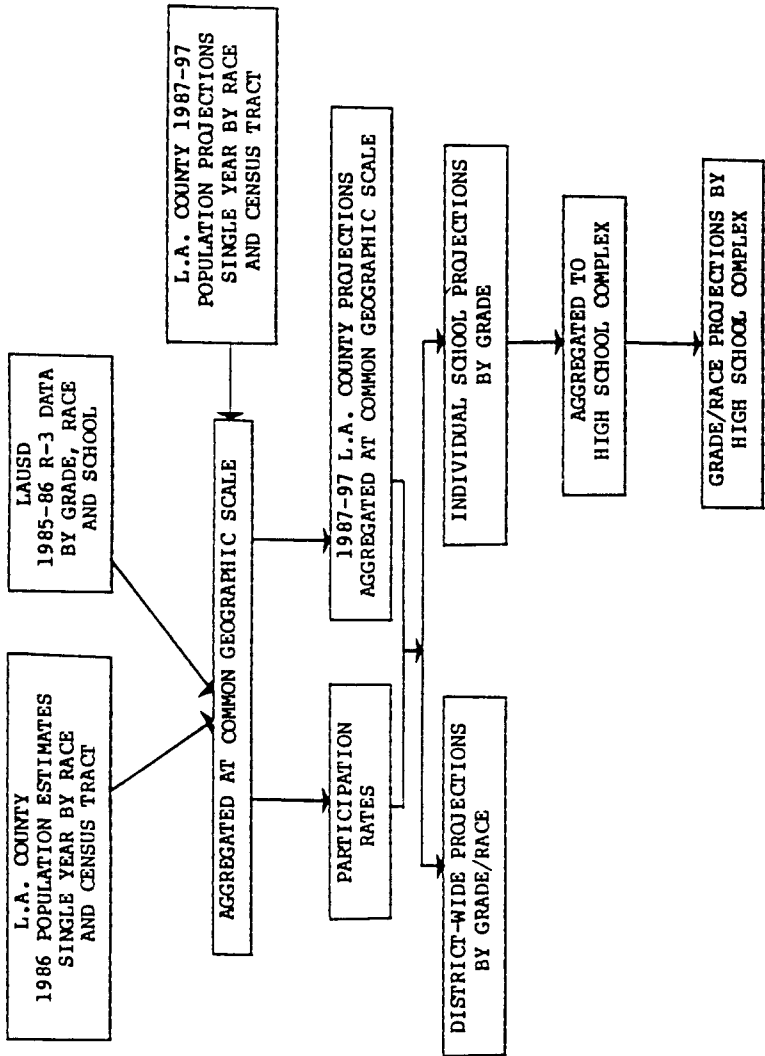 L.A. COUNTY
1986 POPULATION ESTIMATES
SINGLE YEAR BY RACE
AND CENSUS TRACT
LAUSD
1985-86 R-3 DATA
BY GRADE, RACE
AND SCHOOL
L.A. COUNTY 1987-97
POPULATION PROJECTIONS
SINGLE YEAR BY RACE
AND CENSUS TRACT
AGGREGATED AT COMMON GEOGRAPHIC SCALE
PARTICIPATION
RATES
1987-97 L.A. COUNTY PROJECTIONS
AGGREGATED AT COMMON GEOGRAPHIC SCALE
DISTRICT-WIDE PROJECTIONS
BY GRADE/RACE
INDIVIDUAL SCHOOL PROJECTIONS
BY GRADE
AGGREGATED TO
HIGH SCHOOL COMPLEX
GRADE/RACE PROJECTIONS BY
HIGH SCHOOL COMPLEX